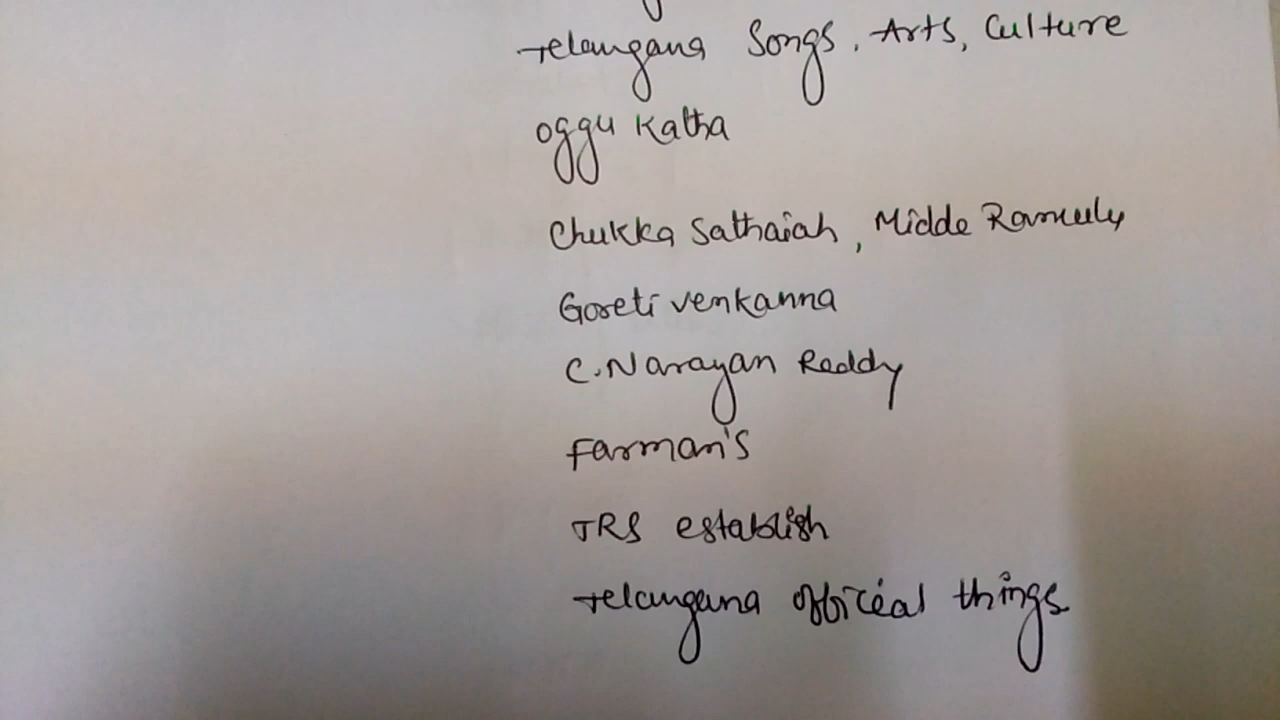 Telangana Songs, Arts, Culture
Oggu Katha
Chukka Sathaiah, Midde Ramulu
Goreti Venkanna
C. Narayan Reddy
Farman's
TRS establish
Telangana official things